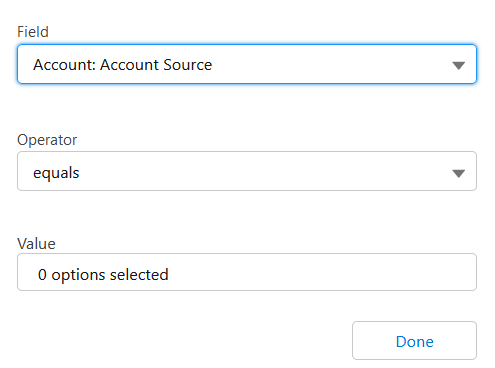 Field
Account: Account Source
Operator
equals
Value
0 options selected
Done